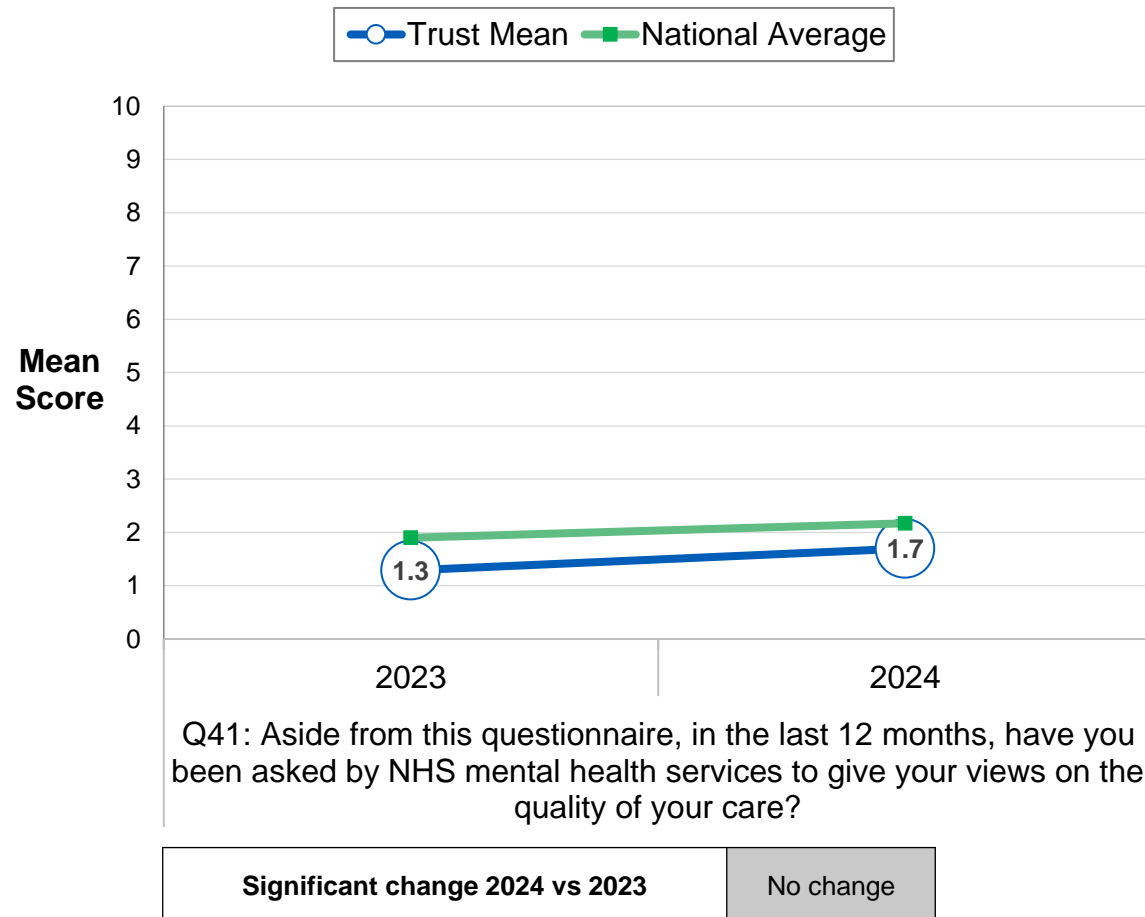 Trust Mean National Average
10
9
8
7
6
5
4
3
2
1
0
Mean
Score
1.3
1.7
2023 2024
Q41: Aside from this questionnaire, in the last 12 months, have you
been asked by NHS mental health services to give your views on the
quality of your care?
Significant change 2024 vs 2023 No change